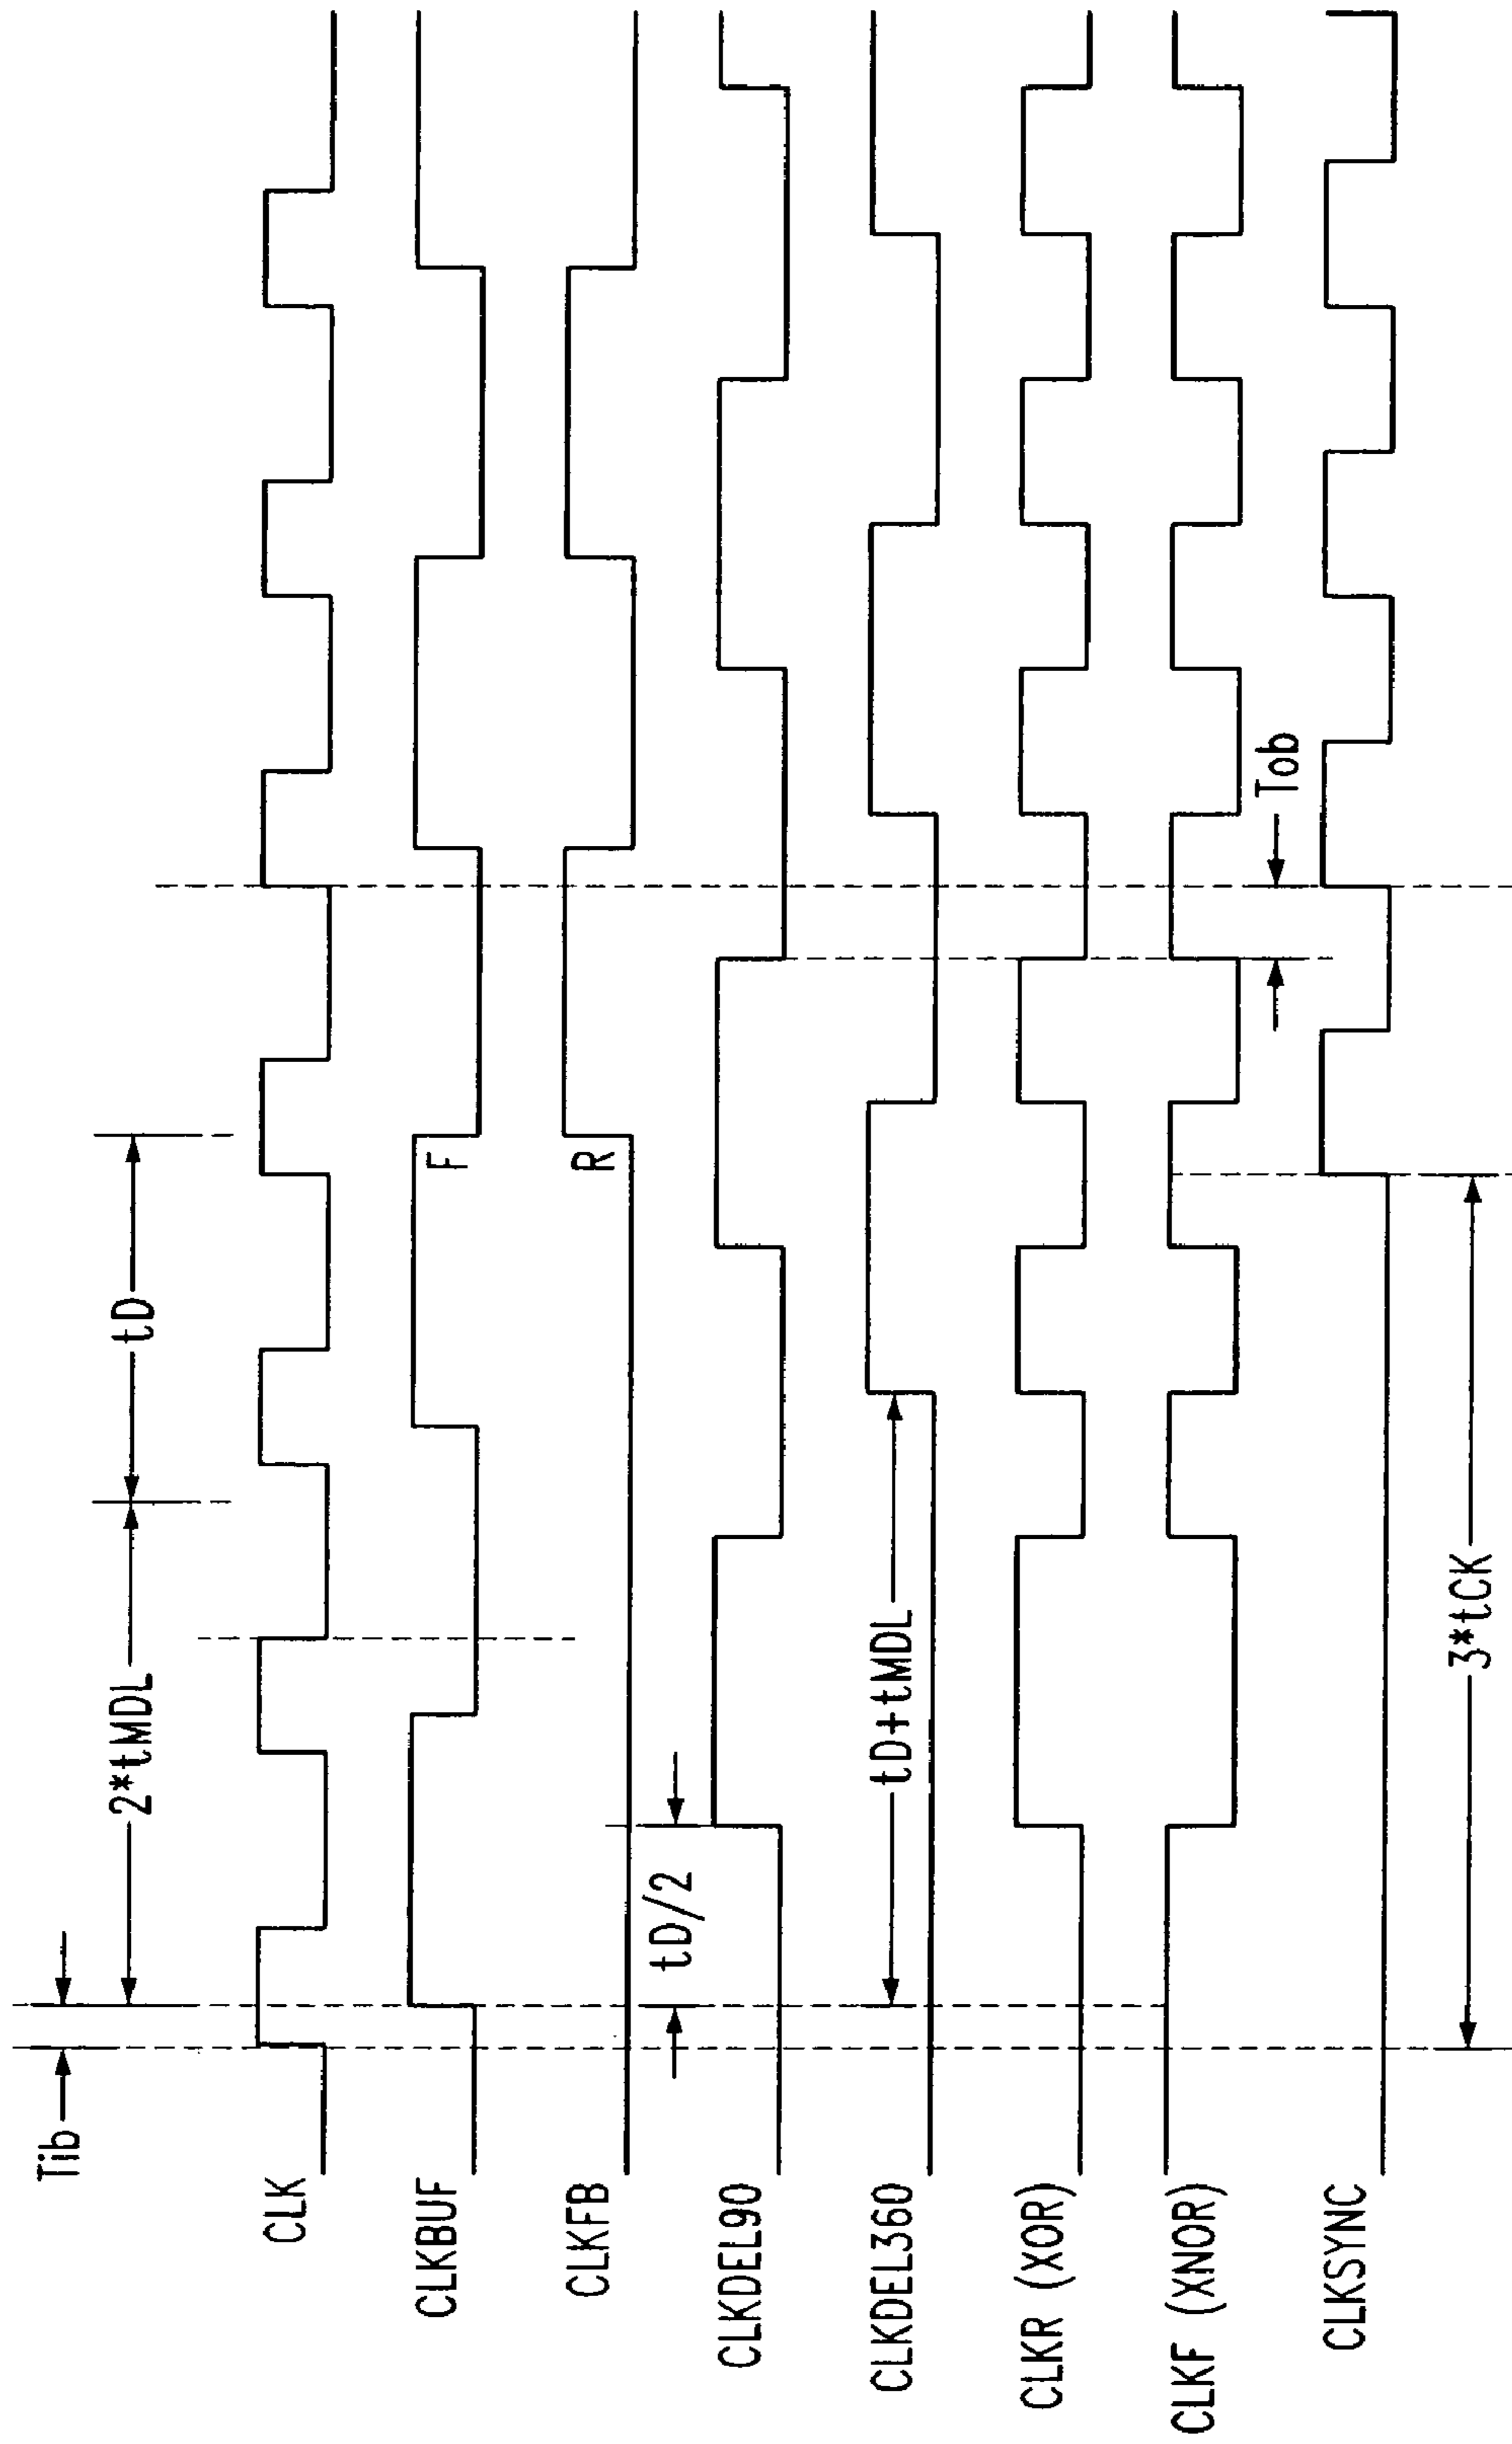 Tib
2*tMDL
tD
CLK
CLKBUF
F
CLKFB
R
tD/2
CLKDEL90
CLKDEL360
tD+tMDL
CLKR (XOR)
CLKF (XNOR)
Tob
CLKSYNC
3*tCK